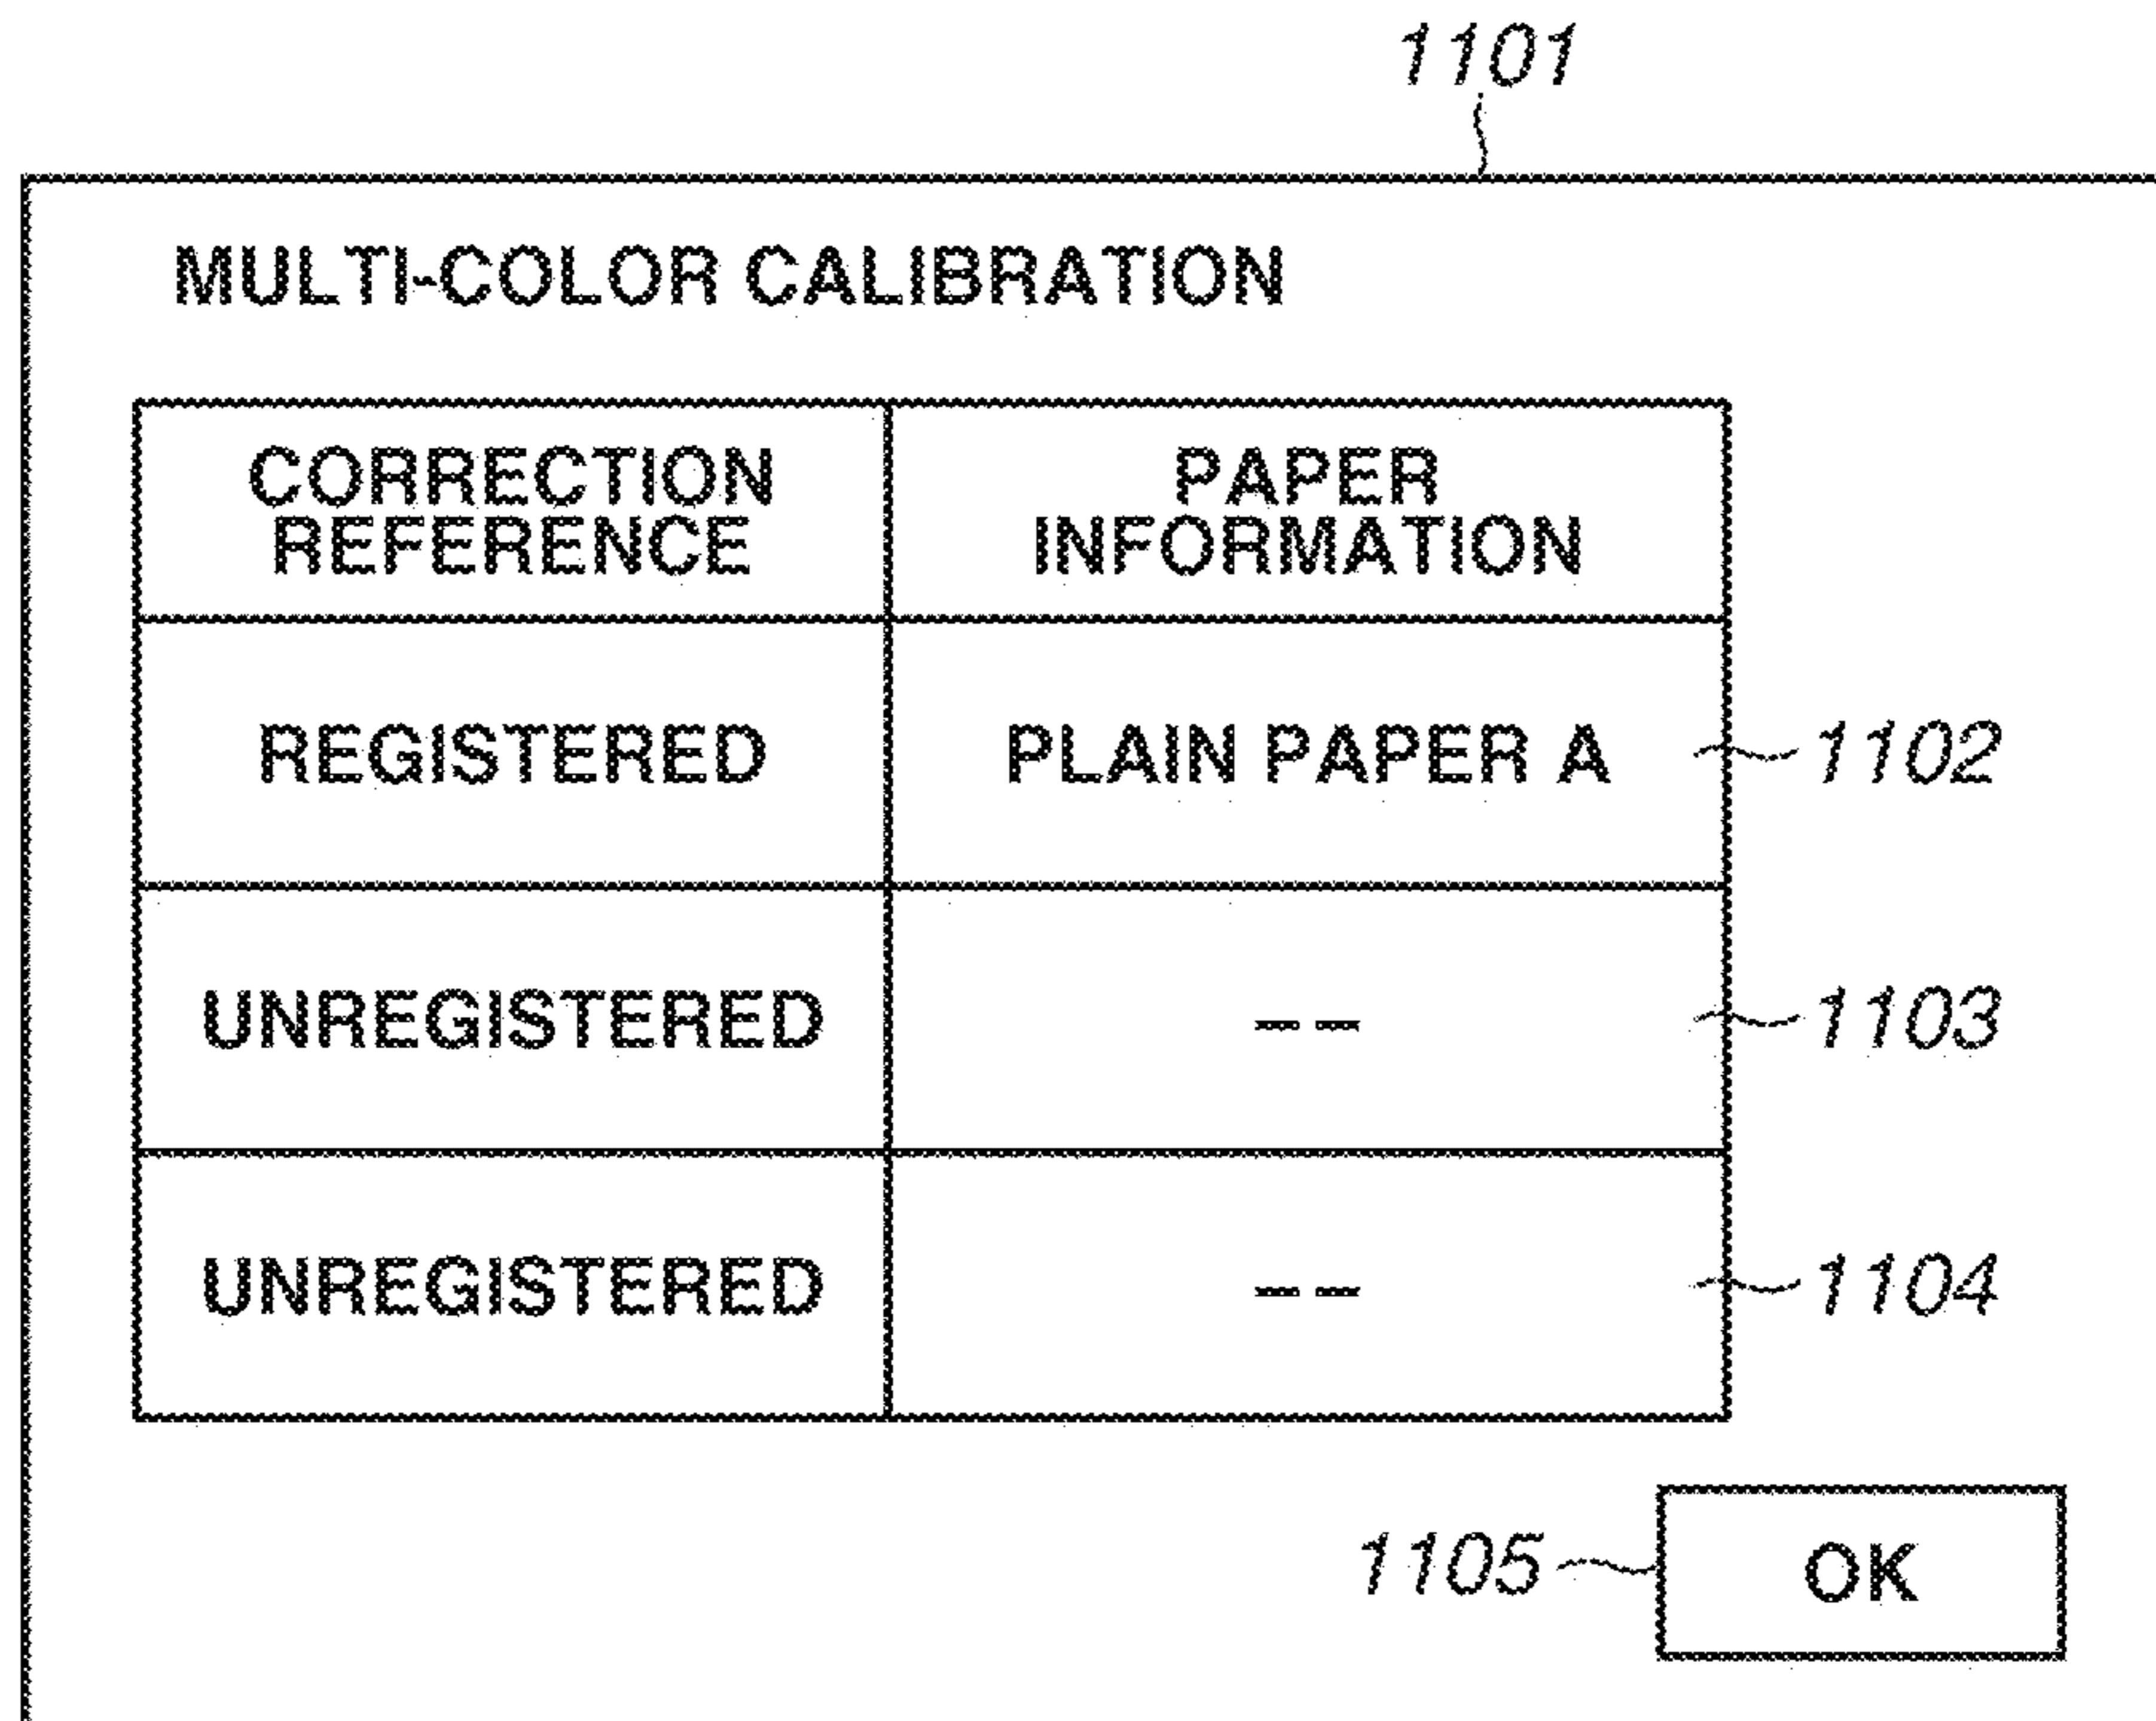 1101
MULTI-COLOR CALIBRATION
CORRECTION
REFERENCE
PAPER
INFORMATION
REGISTERED
PLAIN PAPER A
1102
UNREGISTERED
-- 
1103
UNREGISTERED
--
1104
1105
OK